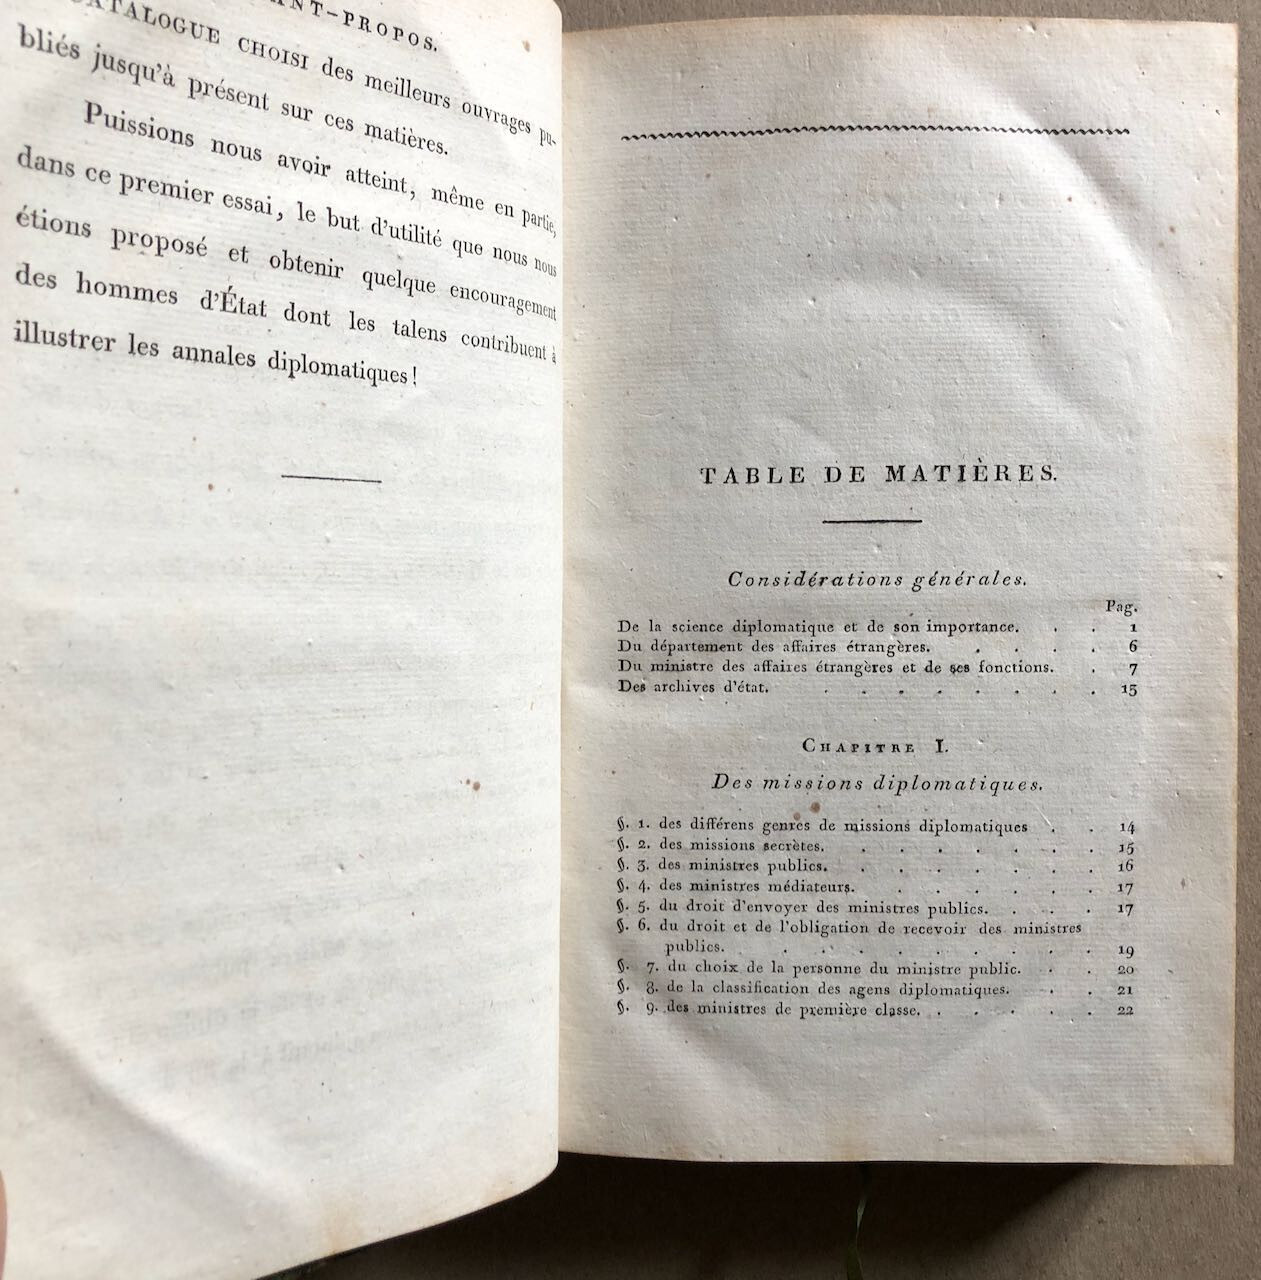 ANT-PROPOS.
CATALOGUE CHOISI des meilleurs ouvrages pu-
bliés jusqu'à présent sur ces matières.
Puissions nous avoir atteint, même en partie,
dans ce premier essai, le but d'utilité que nous nous
étions proposé et obtenir quelque encouragement
des hommes d'État dont les talens contribuent à
illustrer les annales diplomatiques!
TABLE DE MATIÈRES.
Considérations générales.
Pag.
De la science diplomatique et de son importance. . . 1
Du département des affaires étrangères. . . . . 6
Du ministre des affaires étrangères et de ses fonctions. . 7
Des archives d'état. . . . . . . . 15
CHAPITRE I.
Des missions diplomatiques.
§. 1. des différens genres de missions diplomatiques . . 14
§. 2. des missions secrètes. . . . . . . 15
§. 3. des ministres publics. . . . . . . 16
§. 4. des ministres médiateurs. . . . . . 17
§. 5. du droit d'envoyer des ministres publics. . . . 17
§. 6. du droit et de l'obligation de recevoir des ministres
publics. . . . . . . . . . 19
§. 7. du choix de la personne du ministre public. . . 20
§. 8. de la classification des agens diplomatiques. . . 21
§. 9. des ministres de première classe. . . . . . 22